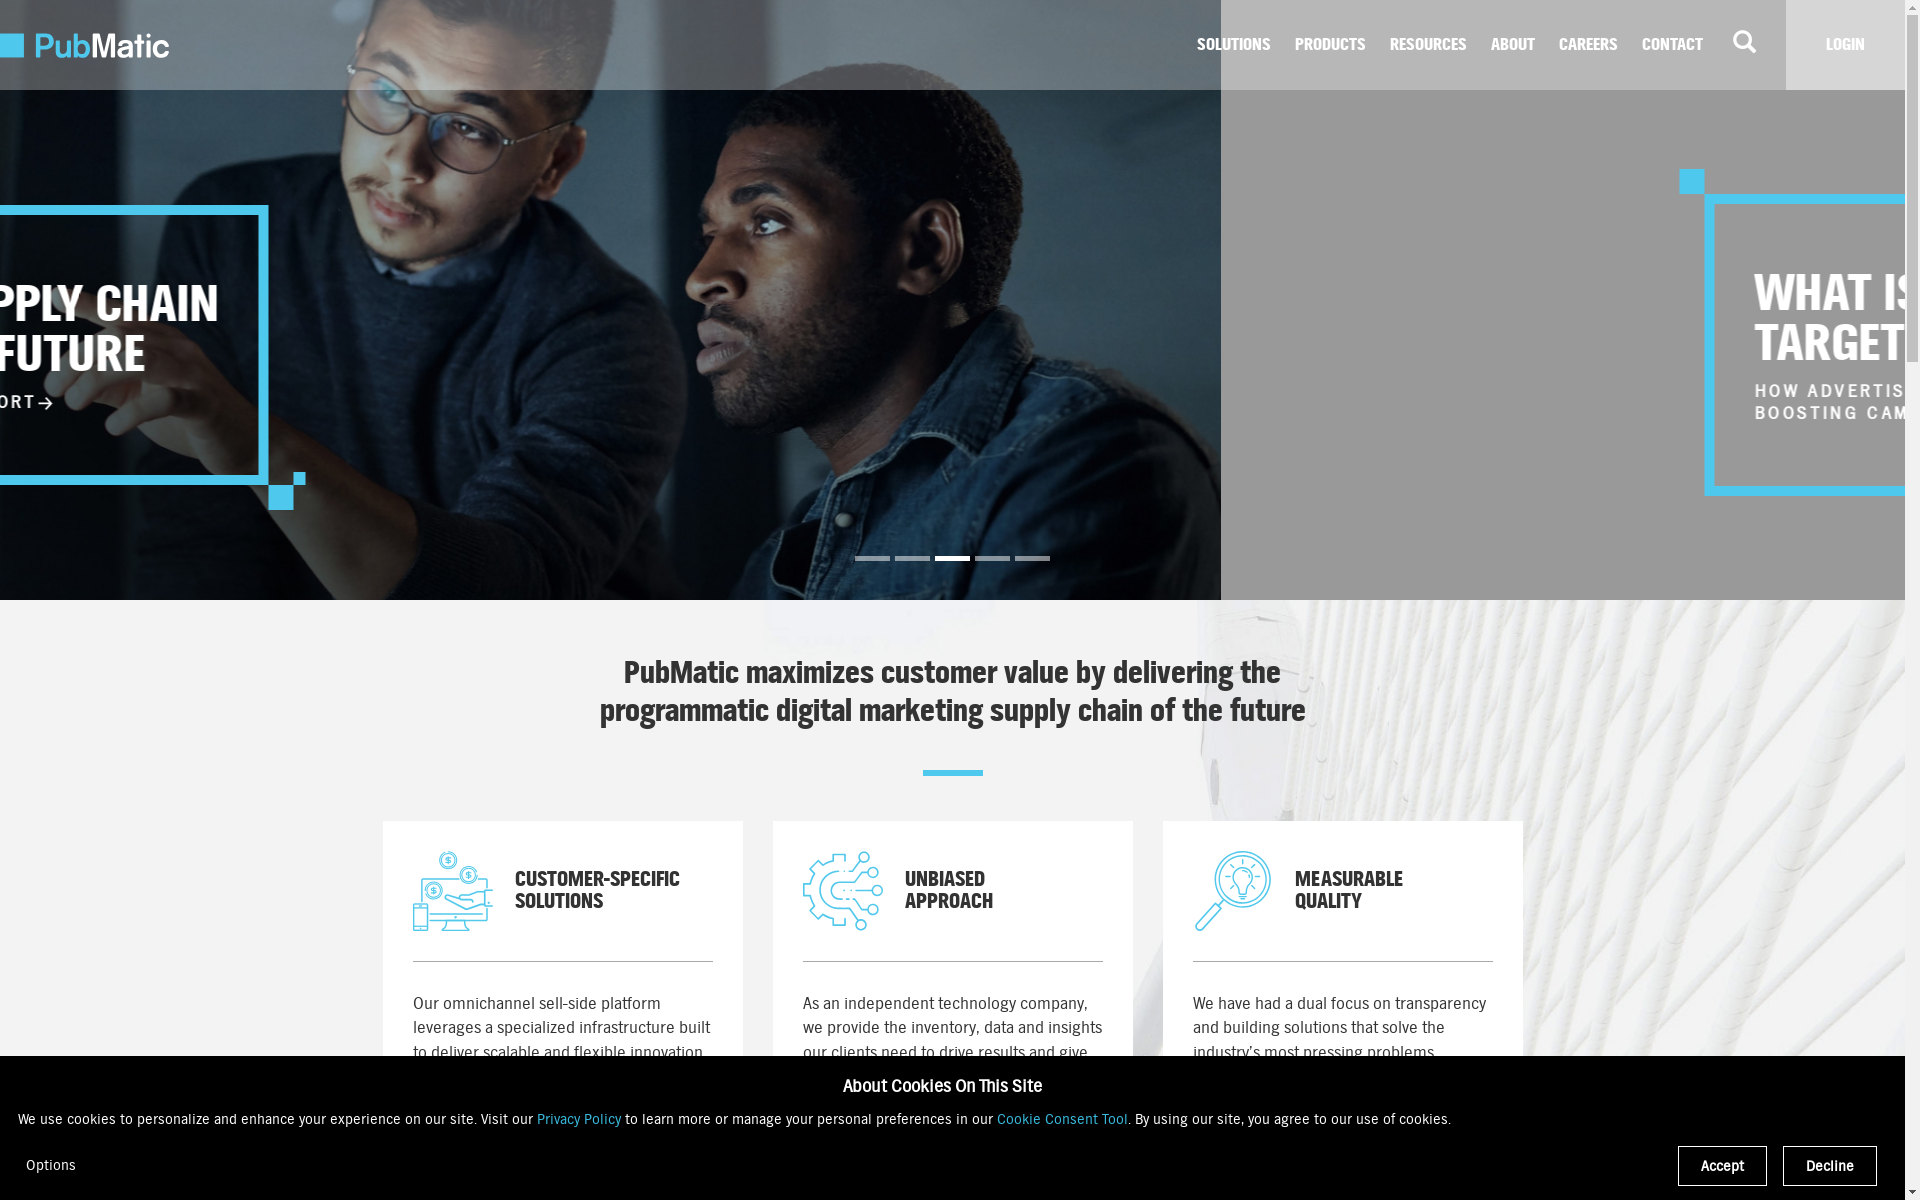 PubMatic
SOLUTIONS PRODUCTS RESOURCES ABOUT CAREERS CONTACT LOGIN
PPLY CHAIN
FUTURE
ORT→
WHAT IS
TARGET
HOW ADVERTIS
BOOSTING CAM
PubMatic maximizes customer value by delivering the
programmatic digital marketing supply chain of the future
CUSTOMER-SPECIFIC
SOLUTIONS
Our omnichannel sell-side platform
leverages a specialized infrastructure built
to deliver scalable and flexible innovation
UNBIASED
APPROACH
As an independent technology company,
we provide the inventory, data and insights
our clients need to drive results and give
MEASURABLE
QUALITY
We have had a dual focus on transparency
and building solutions that solve the
industry's most pressing problems
About Cookies On This Site
We use cookies to personalize and enhance your experience on our site. Visit our Privacy Policy to learn more or manage your personal preferences in our Cookie Consent Tool. By using our site, you agree to our use of cookies.
Options
Accept
Decline